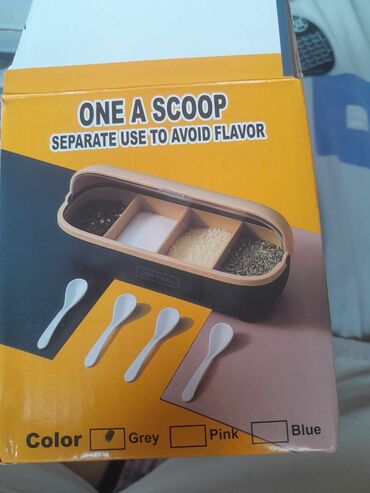 ONE A SCOOP
SEPARATE USE TO AVOID FLAVOR
Color Grey Pink Blue